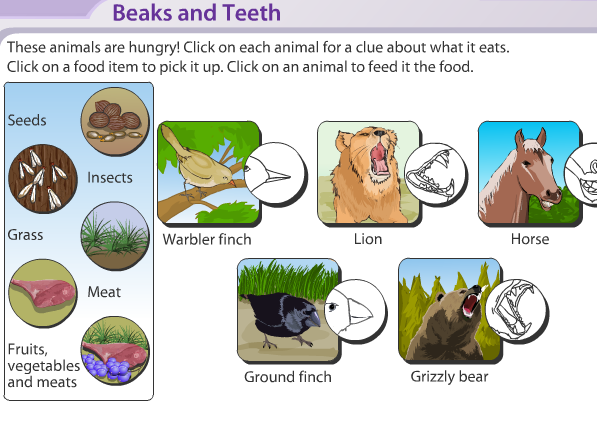 Beaks and Teeth
These animals are hungry! Click on each animal for a clue about what it eats.
Click on a food item to pick it up. Click on an animal to feed it the food.
Seeds
Insects
Grass
Meat
Fruits,
vegetables
and meats
Warbler finch
Lion
Horse
Ground finch
Grizzly bear